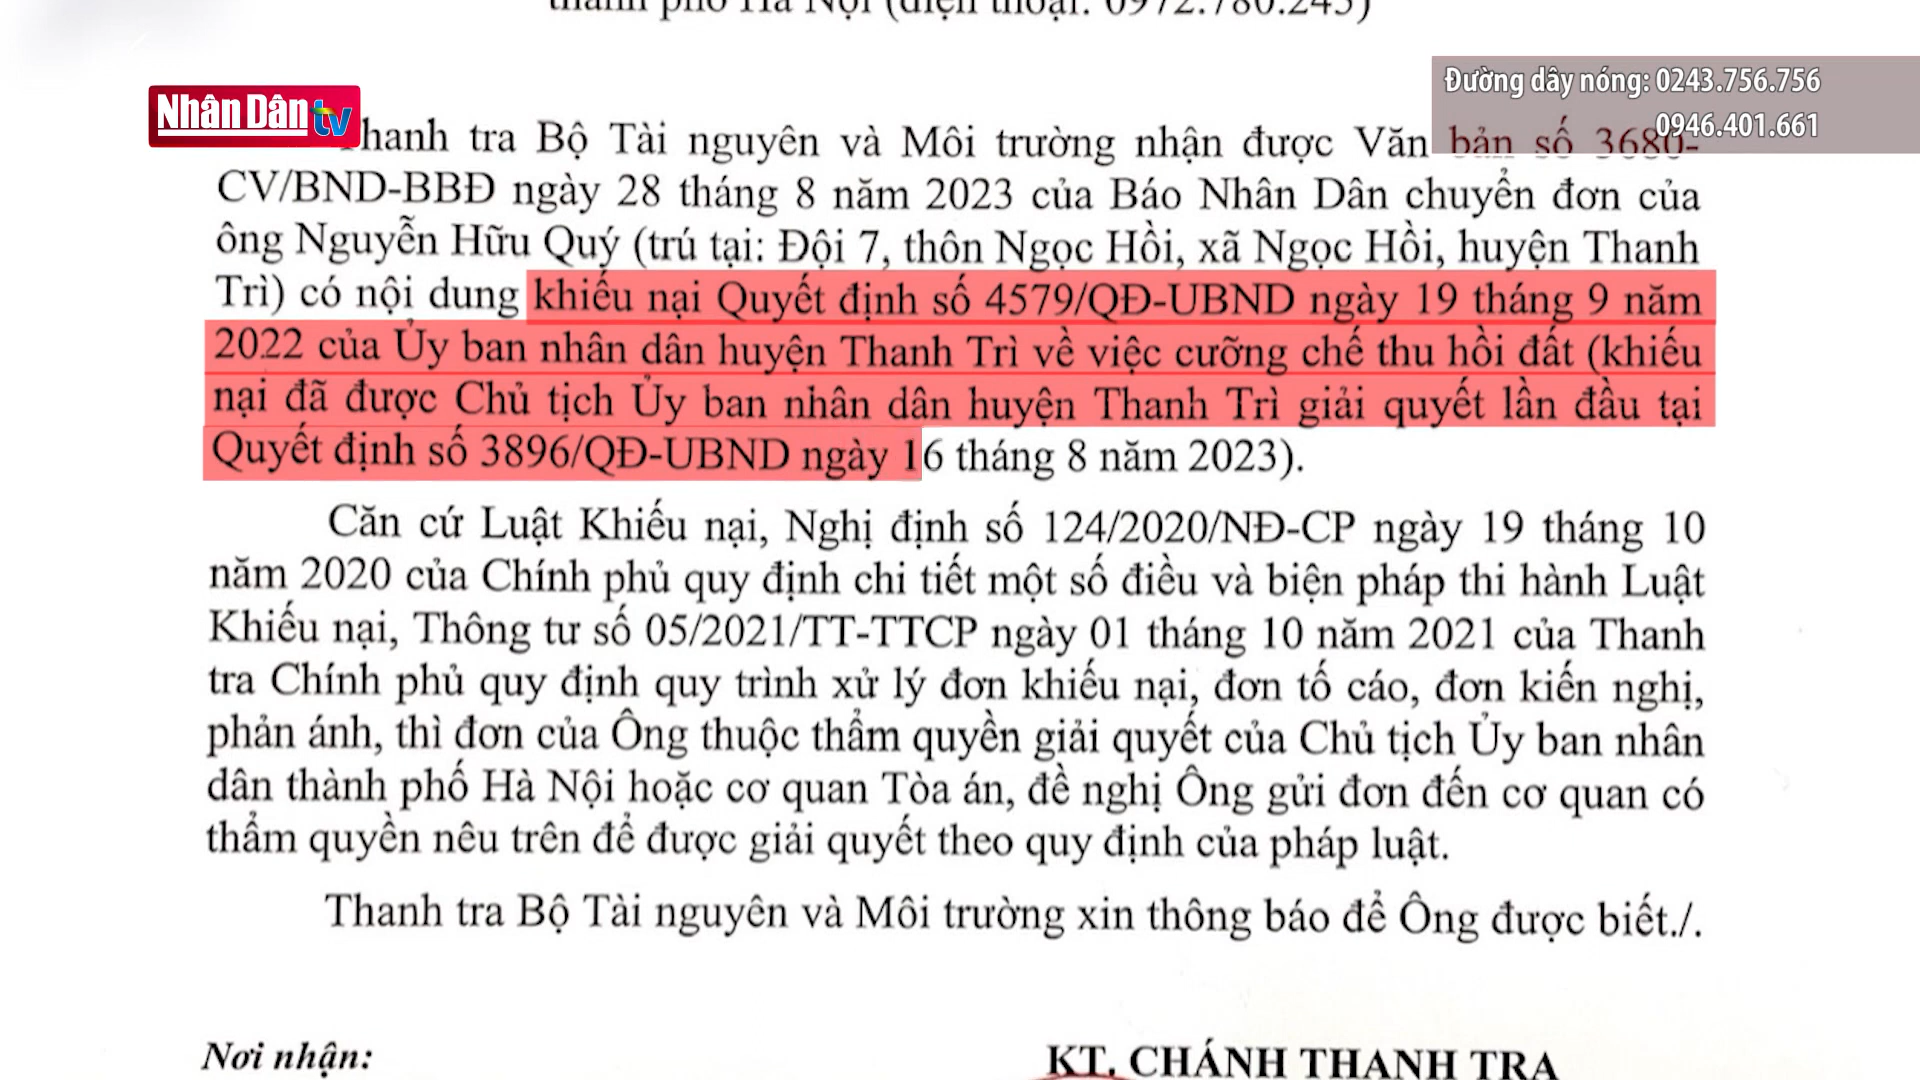 thành phố Hà Nội (điện thoại: 0972.780.243)
Đường dây nóng: 0243.756.756
0946.401.661
Nhân Dân tv
Thanh tra Bộ Tài nguyên và Môi trường nhận được Văn bản số 3680-
CV/BND-BBĐ ngày 28 tháng 8 năm 2023 của Báo Nhân Dân chuyển đơn của
ông Nguyễn Hữu Quý (trú tại: Đội 7, thôn Ngọc Hồi, xã Ngọc Hồi, huyện Thanh
Trì) có nội dung khiếu nại Quyết định số 4579/QĐ-UBND ngày 19 tháng 9 năm
2022 của Ủy ban nhân dân huyện Thanh Trì về việc cưỡng chế thu hồi đất (khiếu
nại đã được Chủ tịch Ủy ban nhân dân huyện Thanh Trì giải quyết lần đầu tại
Quyết định số 3896/QĐ-UBND ngày 16 tháng 8 năm 2023).
Căn cứ Luật Khiếu nại, Nghị định số 124/2020/NĐ-CP ngày 19 tháng 10
năm 2020 của Chính phủ quy định chi tiết một số điều và biện pháp thi hành Luật
Khiếu nại, Thông tư số 05/2021/TT-TTCP ngày 01 tháng 10 năm 2021 của Thanh
tra Chính phủ quy định quy trình xử lý đơn khiếu nại, đơn tố cáo, đơn kiến nghị,
phản ánh, thì đơn của Ông thuộc thẩm quyền giải quyết của Chủ tịch Ủy ban nhân
dân thành phố Hà Nội hoặc cơ quan Tòa án, đề nghị Ông gửi đơn đến cơ quan có
thẩm quyền nêu trên để được giải quyết theo quy định của pháp luật.
Thanh tra Bộ Tài nguyên và Môi trường xin thông báo để Ông được biết./.
Nơi nhận:
KT. CHÁNH THANH TRA